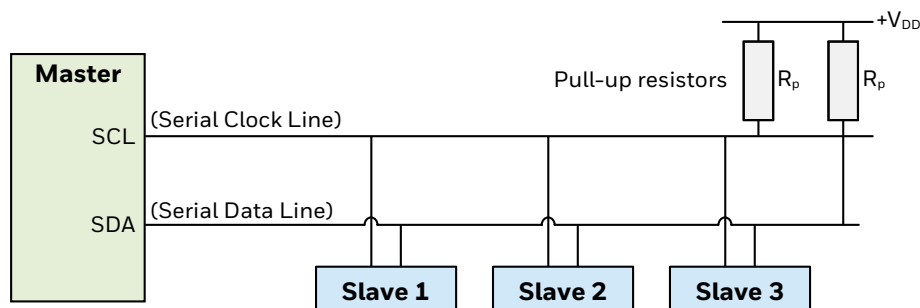 +VDD
Master
Pull-up resistors
Rp
Rp
(Serial Clock Line)
SCL
(Serial Data Line)
SDA
Slave 1
Slave 2
Slave 3